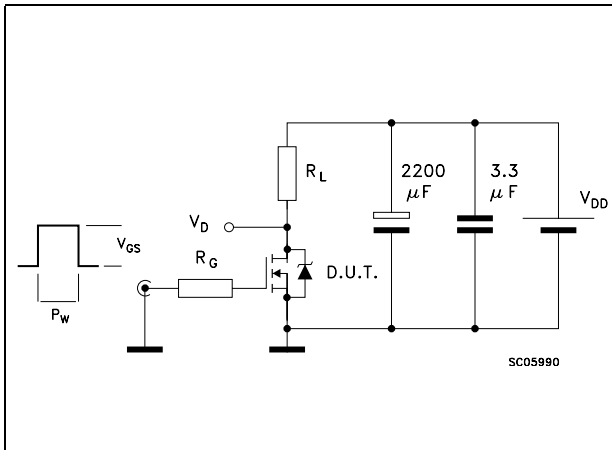 R_L
2200 μF
3.3 μF
V_DD
V_D
V_GS
R_G
D.U.T.
P_W
SC05990